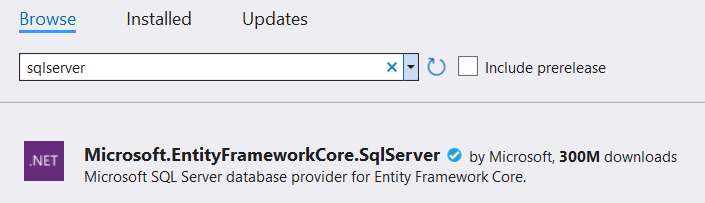 Browse Installed Updates
sqlserver Include prerelease
.NET Microsoft.EntityFrameworkCore.SqlServer by Microsoft, 300M downloads
Microsoft SQL Server database provider for Entity Framework Core.